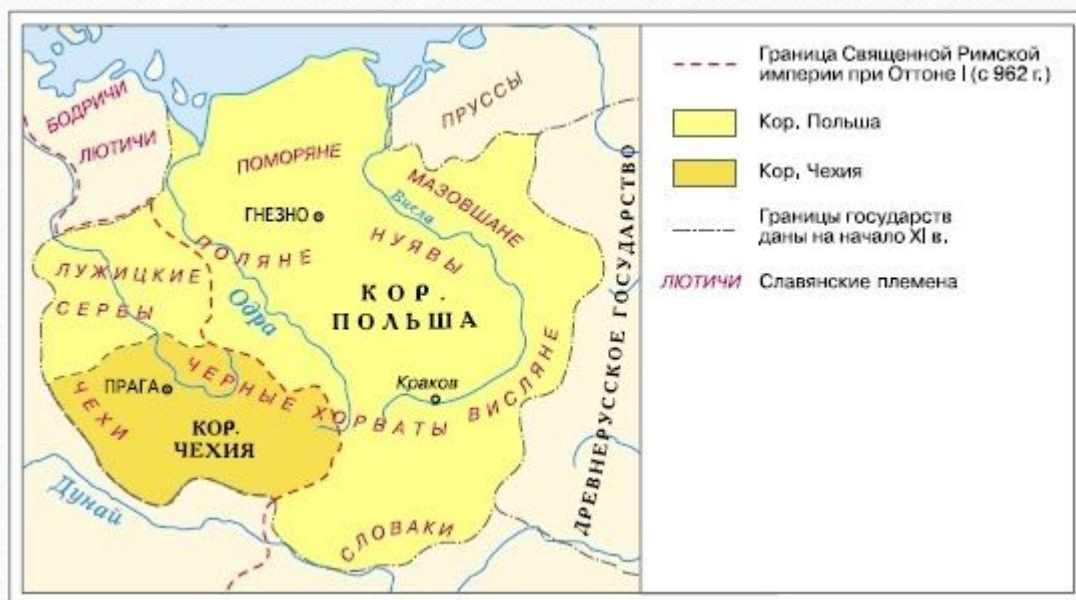 БОДРИЧИ
ЛЮТИЧИ
ПОМОРЯНЕ
ПРУССЫ
ГНЕЗНО
Висла
МАЗОВШАНЕ
ПОЛЯНЕ
НУЯВЫ
ЛУЖИЦКИЕ
СЕРБЫ
Одра
КОР.
ПОЛЬША
ДРЕВНЕРУССКОЕ ГОСУДАРСТВО
ПРАГА
ЧЕХИ
ЧЕРНЫЕ ХОРВАТЫ
Краков
ВИСЛЯНЕ
КОР.
ЧЕХИЯ
Дунай
СЛОВАКИ
Граница Священной Римской
империи при Оттоне I (с 962 г.)
Кор. Польша
Кор. Чехия
Границы государств
даны на начало XI в.
ЛЮТИЧИ Славянские племена